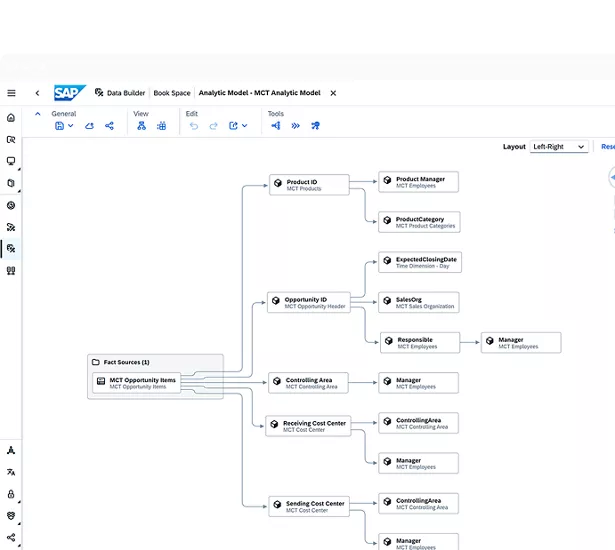 SAP Data Builder Book Space Analytic Model - MCT Analytic Model
General View Edit Tools
Layout Left-Right Rese
Product ID
MCT Products
Product Manager
MCT Employees
ProductCategory
MCT Product Categories
ExpectedClosingDate
Time Dimension - Day
Opportunity ID
MCT Opportunity Header
SalesOrg
MCT Sales Organization
Responsible
MCT Employees
Manager
MCT Employees
Fact Sources (1)
MCT Opportunity Items
MCT Opportunity Items
Controlling Area
MCT Controlling Area
Manager
MCT Employees
Receiving Cost Center
MCT Cost Center
ControllingArea
MCT Controlling Area
Manager
MCT Employees
Sending Cost Center
MCT Cost Center
ControllingArea
MCT Controlling Area
Manager
MCT Employees